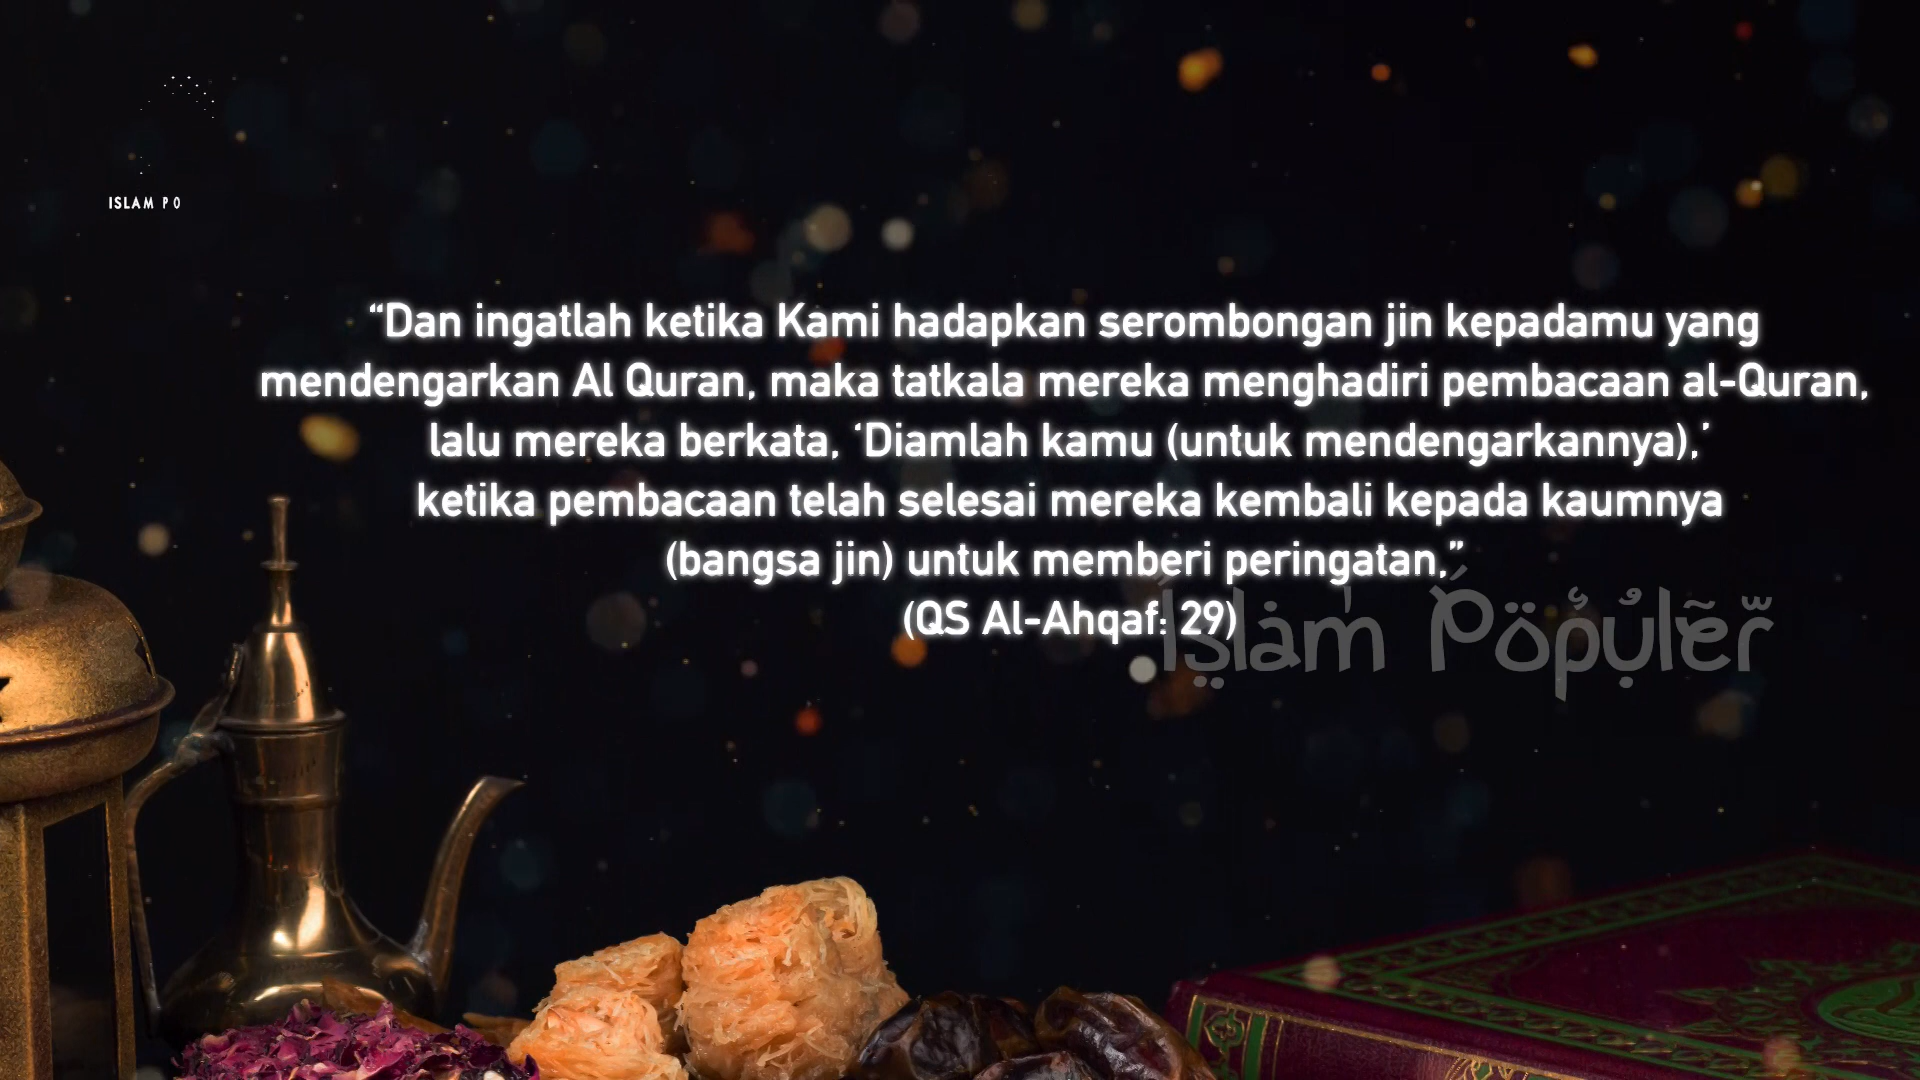 ISLAM PO
“Dan ingatlah ketika Kami hadapkan serombongan jin kepadamu yang
mendengarkan Al Quran, maka tatkala mereka menghadiri pembacaan al-Quran,
lalu mereka berkata, ‘Diamlah kamu (untuk mendengarkannya),’
ketika pembacaan telah selesai mereka kembali kepada kaumnya
(bangsa jin) untuk memberi peringatan,”
(QS Al-Ahqaf: 29)
Islam Populer